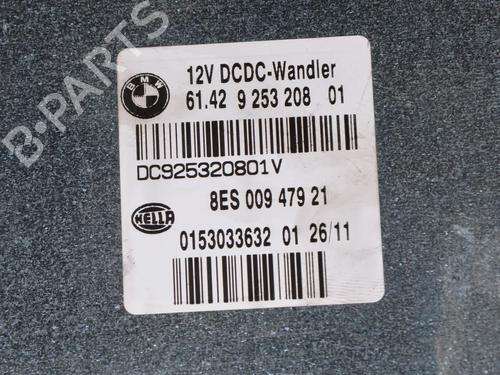 B-PARTS
BMW
12V DCDC-Wandler
61.42 9 253 208 01
DC925320801V
8ES 009 479 21
HELLA
0153033632 01 26/11